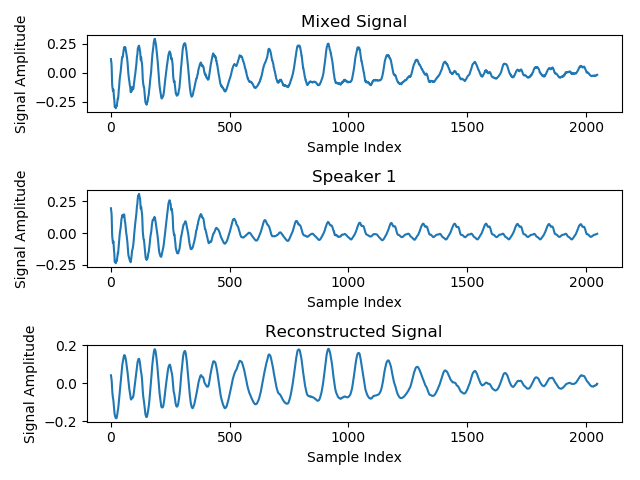 Mixed Signal
Signal Amplitude
0.25
0.00
−0.25
0
500
1000
1500
2000
Sample Index
Speaker 1
Signal Amplitude
0.25
0.00
−0.25
0
500
1000
1500
2000
Sample Index
Reconstructed Signal
Signal Amplitude
0.2
0.0
−0.2
0
500
1000
1500
2000
Sample Index